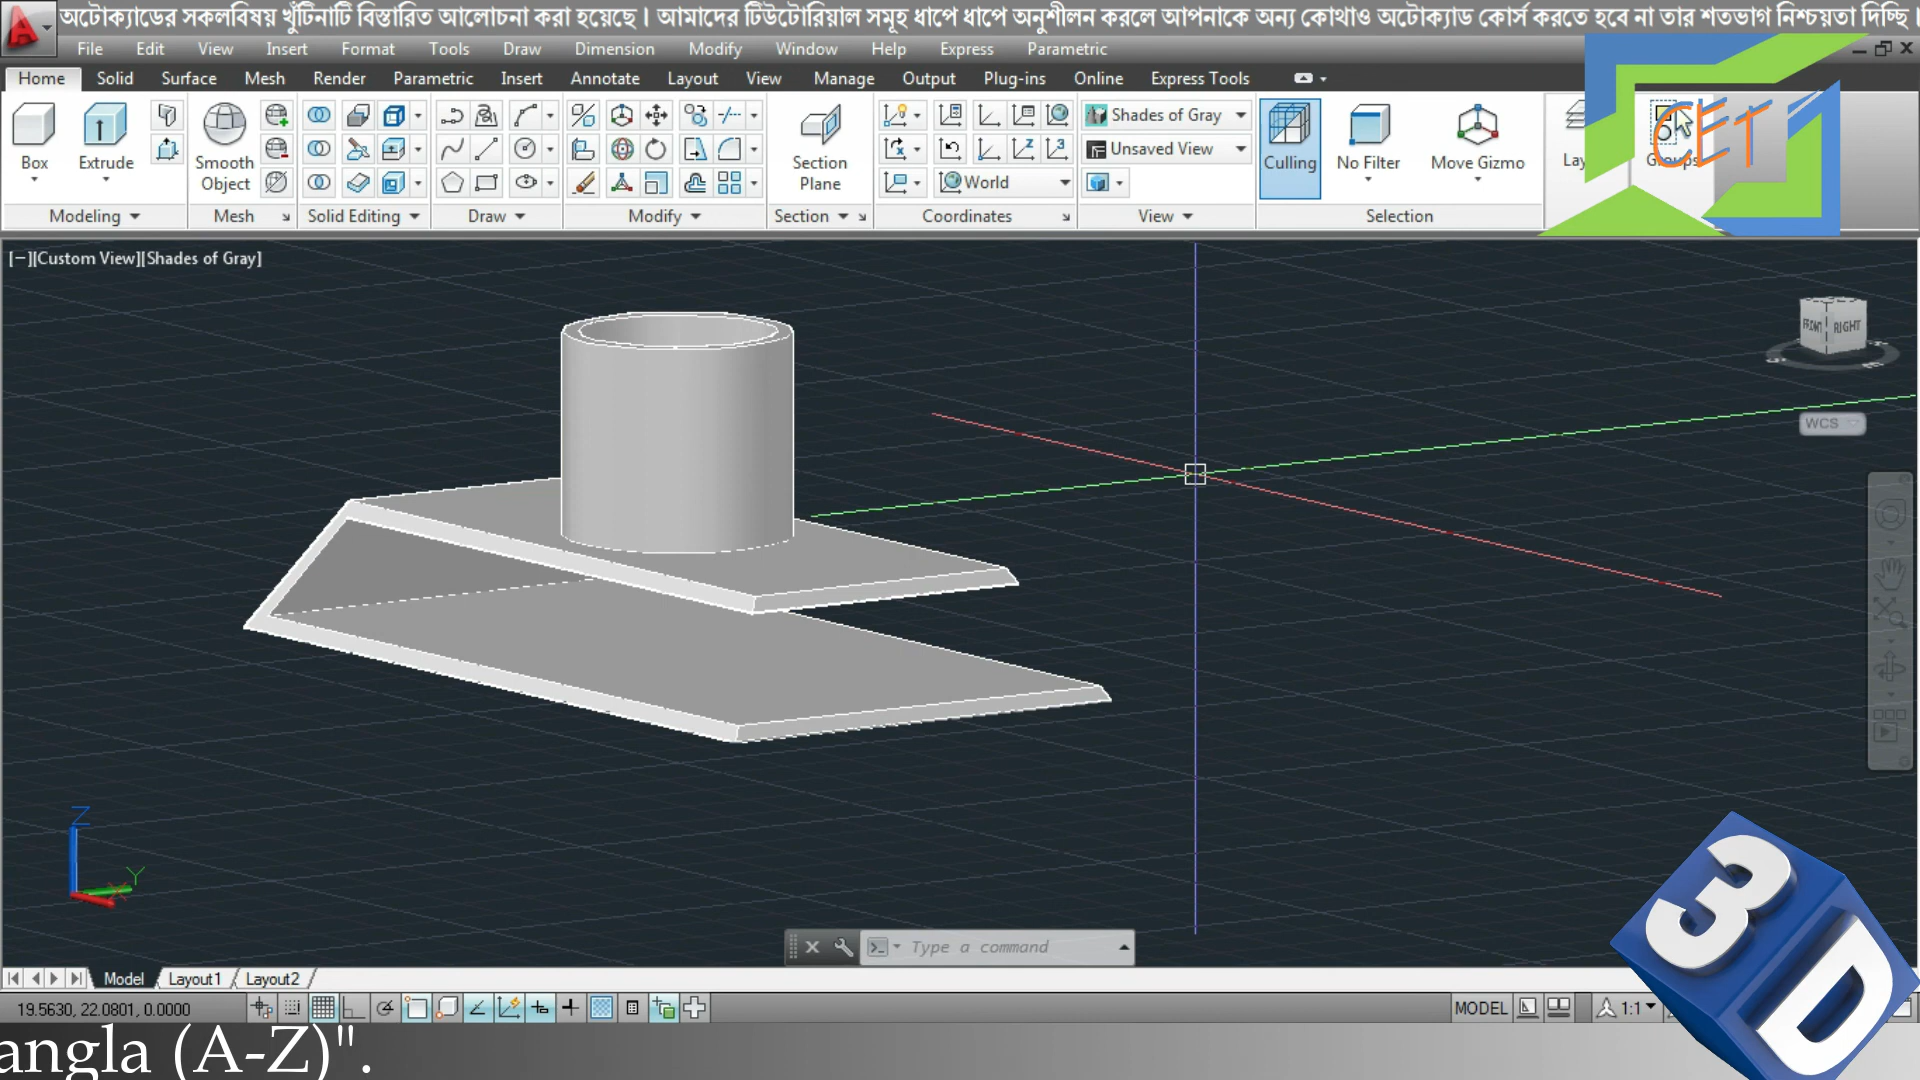 অটোক্যাডের সকলবিষয় খুঁটিনাটি বিস্তারিত আলোচনা করা হয়েছে। আমাদের টিউটোরিয়াল সমূহ ধাপে ধাপে অনুশীলন করলে আপনাকে অন্য কোথাও অটোক্যাড কোর্স করতে হবে না তার শতভাগ নিশ্চয়তা দিচ্ছি।
File Edit View Insert Format Tools Draw Dimension Modify Window Help Express Parametric
Home Solid Surface Mesh Render Parametric Insert Annotate Layout View Manage Output Plug-ins Online Express Tools
Shades of Gray
Unsaved View
World
Box Extrude Smooth Object Section Plane Culling No Filter Move Gizmo Groups
CET
Modeling Mesh Solid Editing Draw Modify Section Coordinates View Selection
[−][Custom View][Shades of Gray]
FRONT RIGHT
WCS
Z
Y
X
Type a command
Model Layout1 Layout2
19.5630, 22.0801, 0.0000
MODEL 1:1
3D
angla (A-Z)".